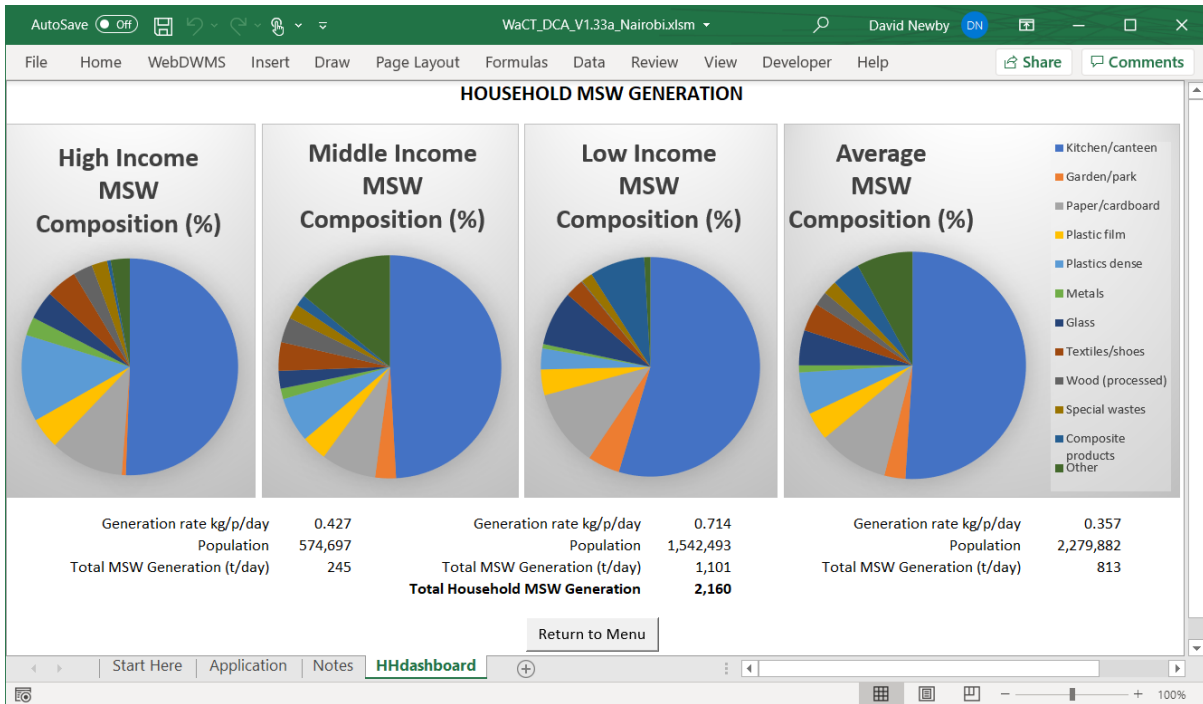 AutoSave Off WaCT_DCA_V1.33a_Nairobi.xlsm David Newby DN
File Home WebDWMS Insert Draw Page Layout Formulas Data Review View Developer Help Share Comments
HOUSEHOLD MSW GENERATION
High Income
MSW
Composition (%)
Middle Income
MSW
Composition (%)
Low Income
MSW
Composition (%)
Average
MSW
Composition (%)
Kitchen/canteen
Garden/park
Paper/cardboard
Plastic film
Plastics dense
Metals
Glass
Textiles/shoes
Wood (processed)
Special wastes
Composite
products
Other
Generation rate kg/p/day 0.427 Generation rate kg/p/day 0.714 Generation rate kg/p/day 0.357
Population 574,697 Population 1,542,493 Population 2,279,882
Total MSW Generation (t/day) 245 Total MSW Generation (t/day) 1,101 Total MSW Generation (t/day) 813
Total Household MSW Generation 2,160
Return to Menu
Start Here Application Notes HHdashboard
100%